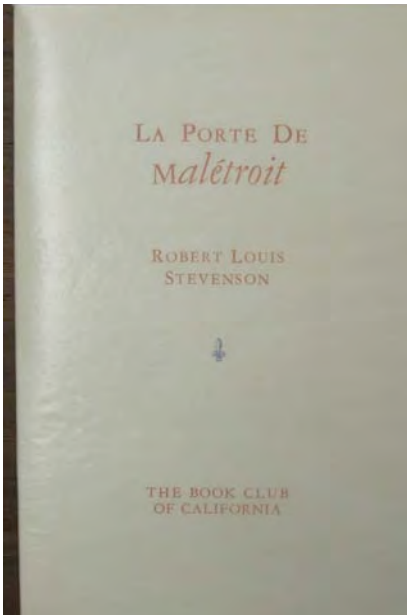 LA PORTE DE
Malétroit
ROBERT LOUIS
STEVENSON
THE BOOK CLUB
OF CALIFORNIA